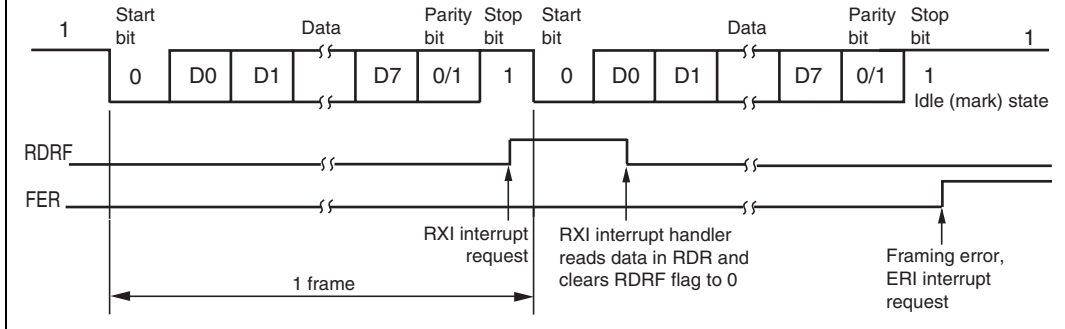 1
Start bit
Data
Parity bit
Stop bit
Start bit
Data
Parity bit
Stop bit
1
0
D0
D1
D7
0/1
1
0
D0
D1
D7
0/1
1
Idle (mark) state
RDRF
FER
RXI interrupt
request
RXI interrupt handler
reads data in RDR and
clears RDRF flag to 0
Framing error,
ERI interrupt
request
1 frame